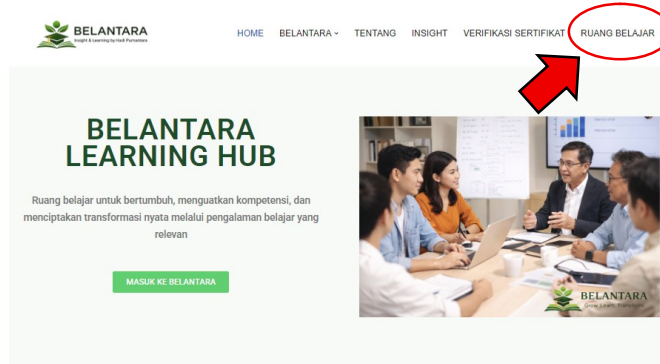 BELANTARA
Insight & Learning by Hadi Purnomo
HOME BELANTARA TENTANG INSIGHT VERIFIKASI SERTIFIKAT RUANG BELAJAR
BELANTARA
LEARNING HUB
Ruang belajar untuk bertumbuh, menguatkan kompetensi, dan
menciptakan transformasi nyata melalui pengalaman belajar yang
relevan
MASUK KE BELANTARA
BELANTARA
Grow. Learn. Transform.